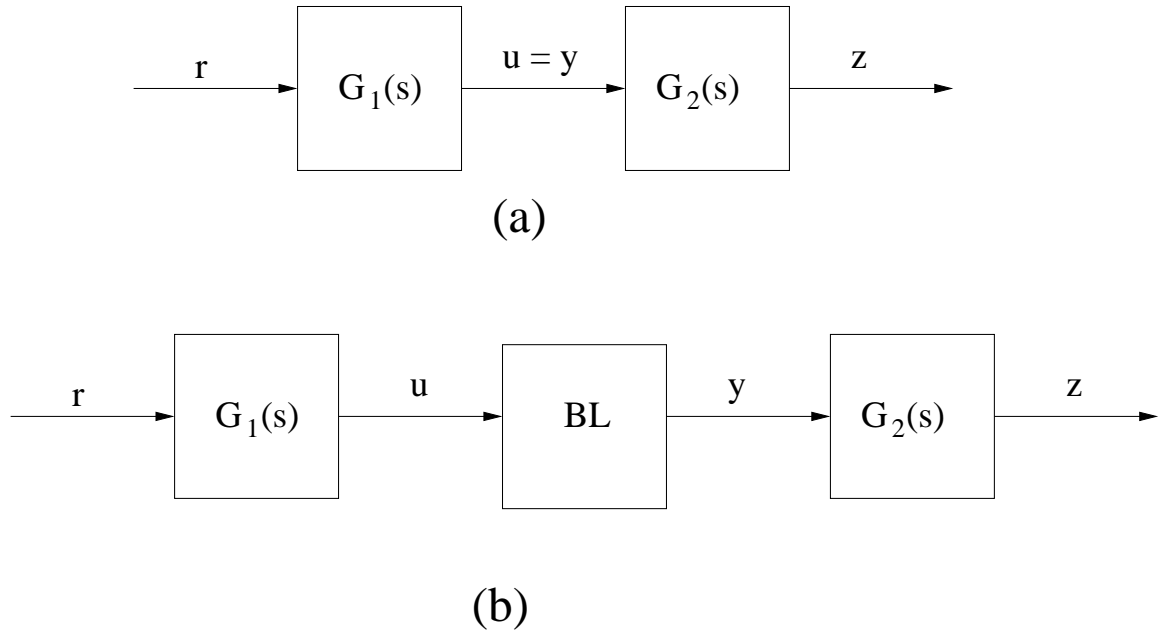 r
G₁(s)
u = y
G₂(s)
z
(a)
r
G₁(s)
u
BL
y
G₂(s)
z
(b)